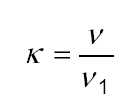 κ = ν / ν₁